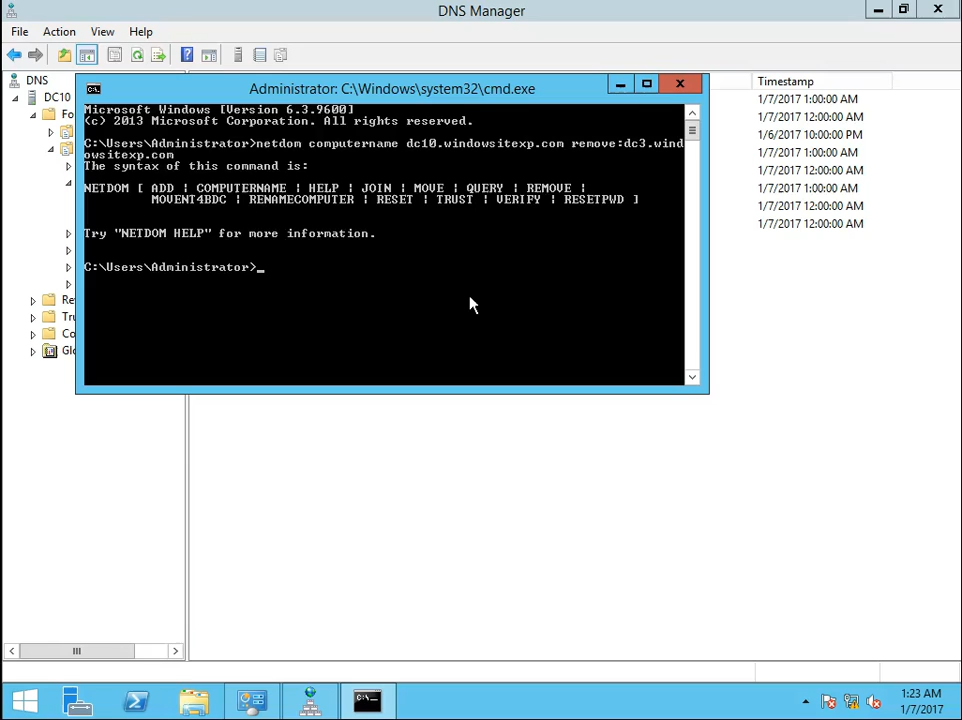 DNS Manager
File Action View Help
DNS
DC10
Fo
Re
Tru
Co
Glo
Administrator: C:\Windows\system32\cmd.exe
Microsoft Windows [Version 6.3.9600]
(c) 2013 Microsoft Corporation. All rights reserved.
C:\Users\Administrator>netdom computername dc10.windowsitexp.com remove:dc3.wind
owsitexp.com
The syntax of this command is:
NETDOM [ ADD | COMPUTERNAME | HELP | JOIN | MOVE | QUERY | REMOVE |
MOVENT4BDC | RENAMECOMPUTER | RESET | TRUST | VERIFY | RESETPWD ]
Try "NETDOM HELP" for more information.
C:\Users\Administrator>_
Timestamp
1/7/2017 1:00:00 AM
1/7/2017 12:00:00 AM
1/6/2017 10:00:00 PM
1/7/2017 1:00:00 AM
1/7/2017 12:00:00 AM
1/7/2017 1:00:00 AM
1/7/2017 12:00:00 AM
1/7/2017 12:00:00 AM
1:23 AM
1/7/2017